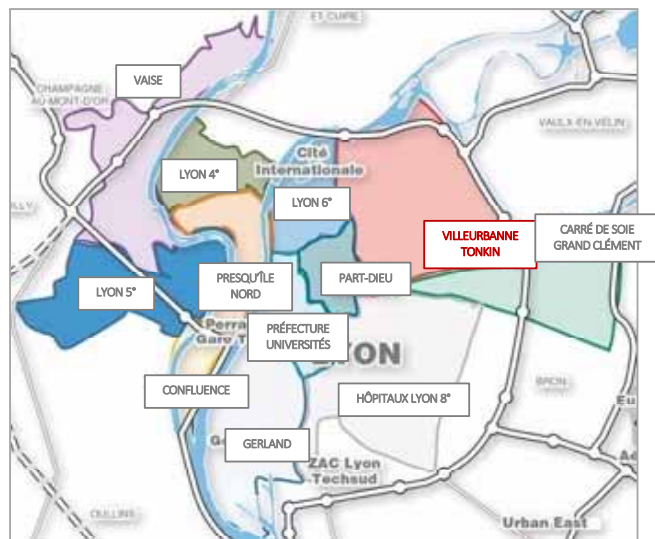 ET CUIRE
VAISE
CHAMPAGNE
AU-MONT-D'OR
VAULX-EN-VELIN
Cité
Internationale
LYON 4°
LYON 6°
VILLEURBANNE
TONKIN
CARRÉ DE SOIE
GRAND CLÉMENT
PRESQU'ÎLE
NORD
PART-DIEU
LYON 5°
Perra
Gare T
PRÉFECTURE
UNIVERSITÉS
LYON
CONFLUENCE
HÔPITAUX LYON 8°
BRON
Eu
GERLAND
ZAC Lyon
Techsud
OULLINS
Urban East